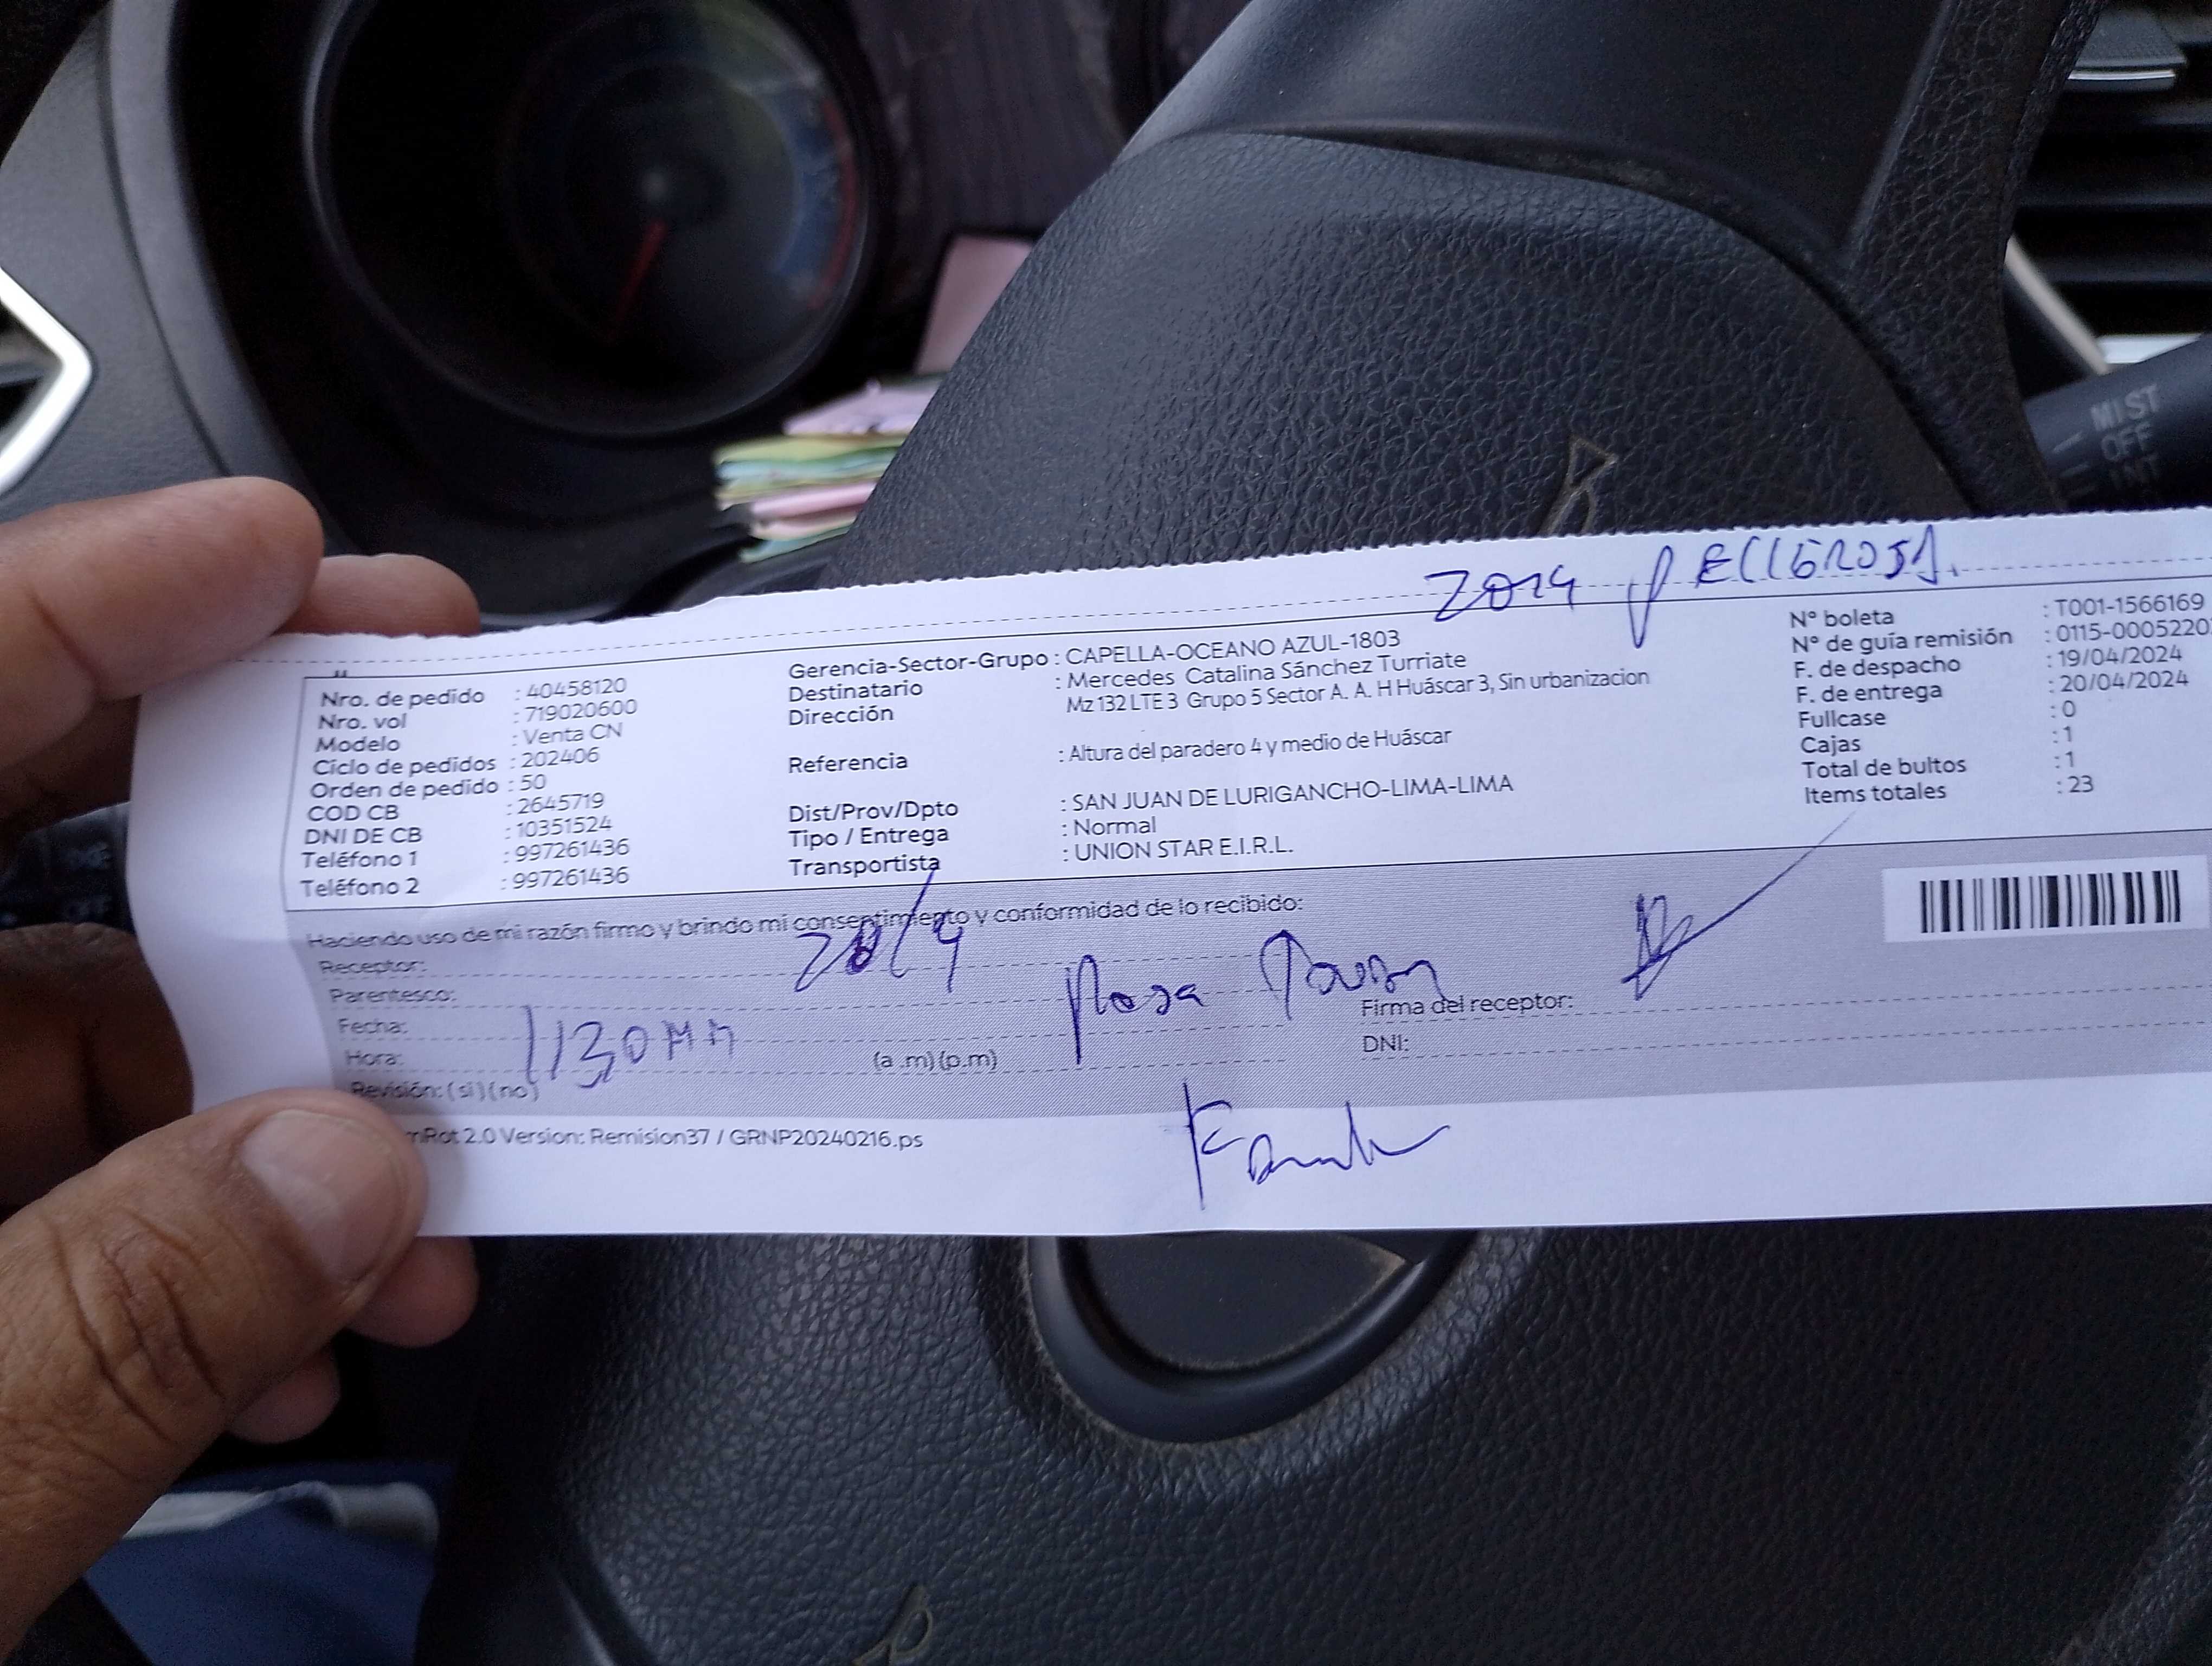 MIST
OFF
2014 PECLEROSA.
Nro. de pedido : 40458120
Nro. vol : 719020600
Modelo : Venta CN
Ciclo de pedidos : 202406
Orden de pedido : 50
COD CB : 2645719
DNI DE CB : 10351524
Teléfono 1 : 997261436
Teléfono 2 : 997261436
Gerencia-Sector-Grupo : CAPELLA-OCEANO AZUL-1803
Destinatario : Mercedes Catalina Sánchez Turriate
Dirección Mz 132 LTE 3 Grupo 5 Sector A. A. H Huáscar 3, Sin urbanizacion
Referencia : Altura del paradero 4 y medio de Huáscar
Dist/Prov/Dpto : SAN JUAN DE LURIGANCHO-LIMA-LIMA
Tipo / Entrega : Normal
Transportista : UNION STAR E.I.R.L.
N° boleta : T001-1566169
N° de guía remisión : 0115-0005220
F. de despacho : 19/04/2024
F. de entrega : 20/04/2024
Fullcase : 0
Cajas : 1
Total de bultos : 1
Items totales : 23
Haciendo uso de mi razón firmo y brindo mi consentimiento y conformidad de lo recibido:
Receptor:
Parentesco: 20/4 Rosa
Fecha:
Hora: 1130 (a .m) (p.m)
Revisión: ( si ) ( no )
Firma del receptor:
DNI:
mRot 2.0 Version: Remision37 / GRNP20240216.ps